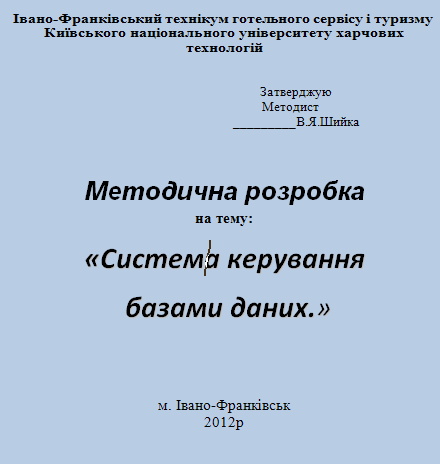 Івано-Франківський технікум готельного сервісу і туризму
Київського національного університету харчових
технологій
Затверджую
Методист
_________В.Я.Шийка
Методична розробка
на тему:
«Система керування
базами даних.»
м. Івано-Франківськ
2012р